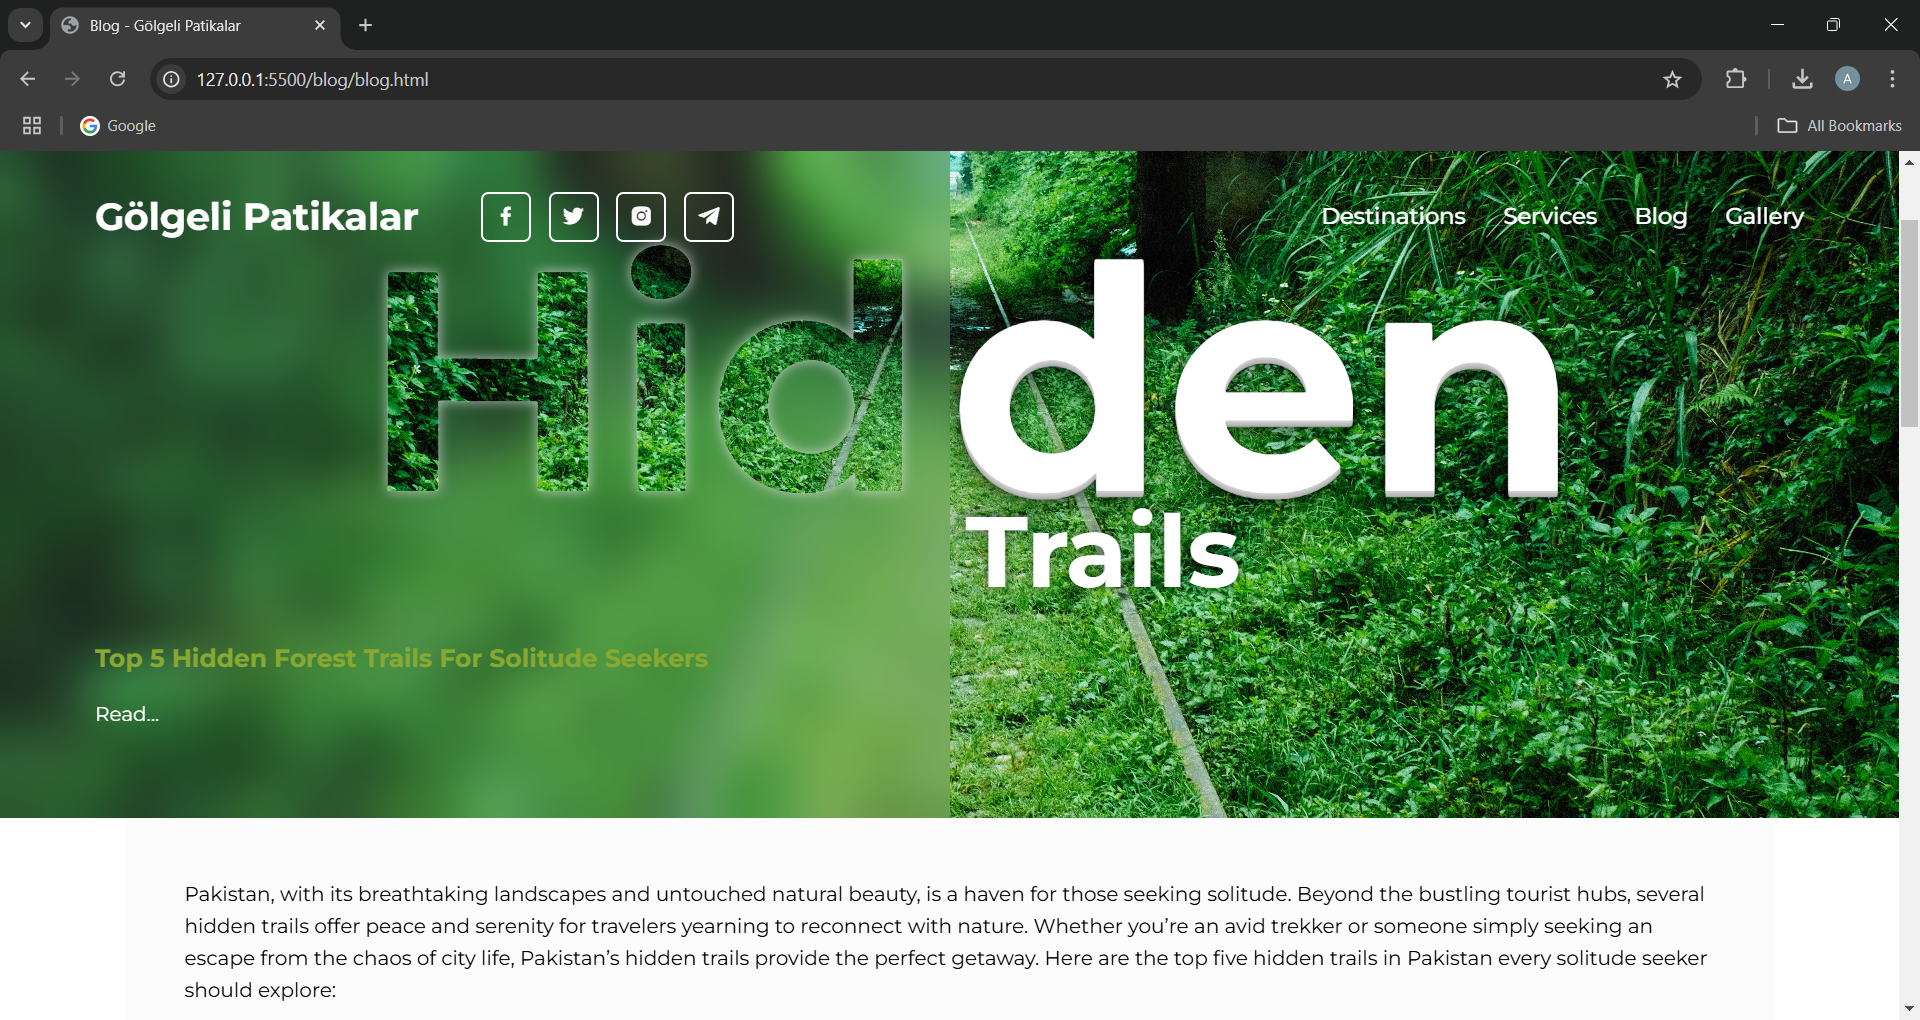 Blog - Gölgeli Patikalar
127.0.0.1:5500/blog/blog.html
A
Google
All Bookmarks
Gölgeli Patikalar
Destinations Services Blog Gallery
Hidden
Trails
Top 5 Hidden Forest Trails For Solitude Seekers
Read...
Pakistan, with its breathtaking landscapes and untouched natural beauty, is a haven for those seeking solitude. Beyond the bustling tourist hubs, several
hidden trails offer peace and serenity for travelers yearning to reconnect with nature. Whether you’re an avid trekker or someone simply seeking an
escape from the chaos of city life, Pakistan’s hidden trails provide the perfect getaway. Here are the top five hidden trails in Pakistan every solitude seeker
should explore: